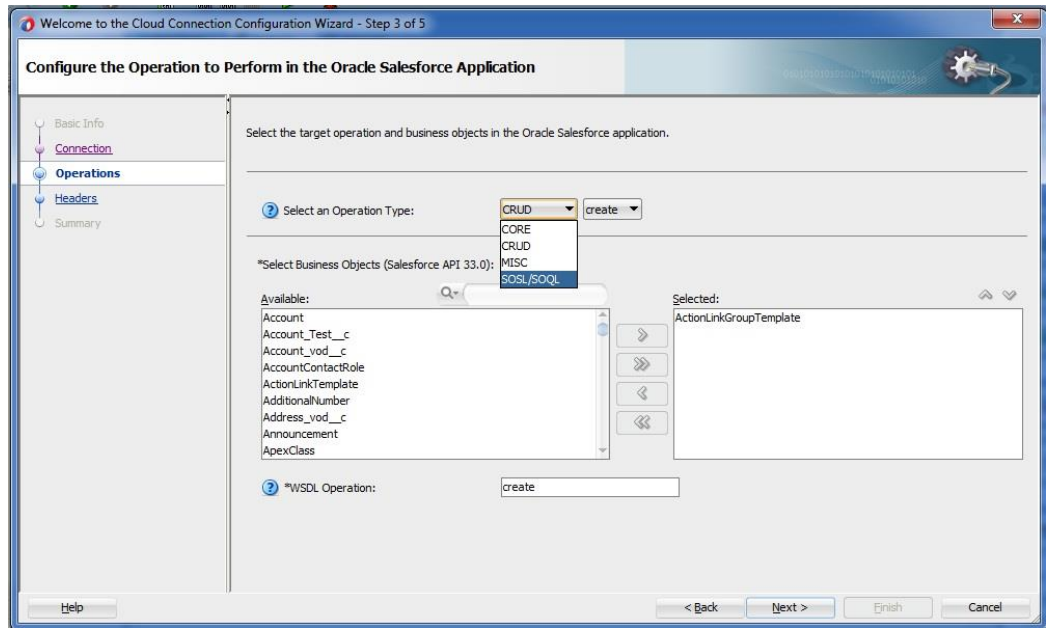 Welcome to the Cloud Connection Configuration Wizard - Step 3 of 5
Configure the Operation to Perform in the Oracle Salesforce Application
Basic Info
Connection
Operations
Headers
Summary
Select the target operation and business objects in the Oracle Salesforce application.
Select an Operation Type:
CRUD
create
CORE
CRUD
MISC
SOSL/SOQL
*Select Business Objects (Salesforce API 33.0):
Available:
Account
Account_Test__c
Account_vod__c
AccountContactRole
ActionLinkTemplate
AdditionalNumber
Address_vod__c
Announcement
ApexClass
Selected:
ActionLinkGroupTemplate
*WSDL Operation:
create
Help
< Back
Next >
Finish
Cancel